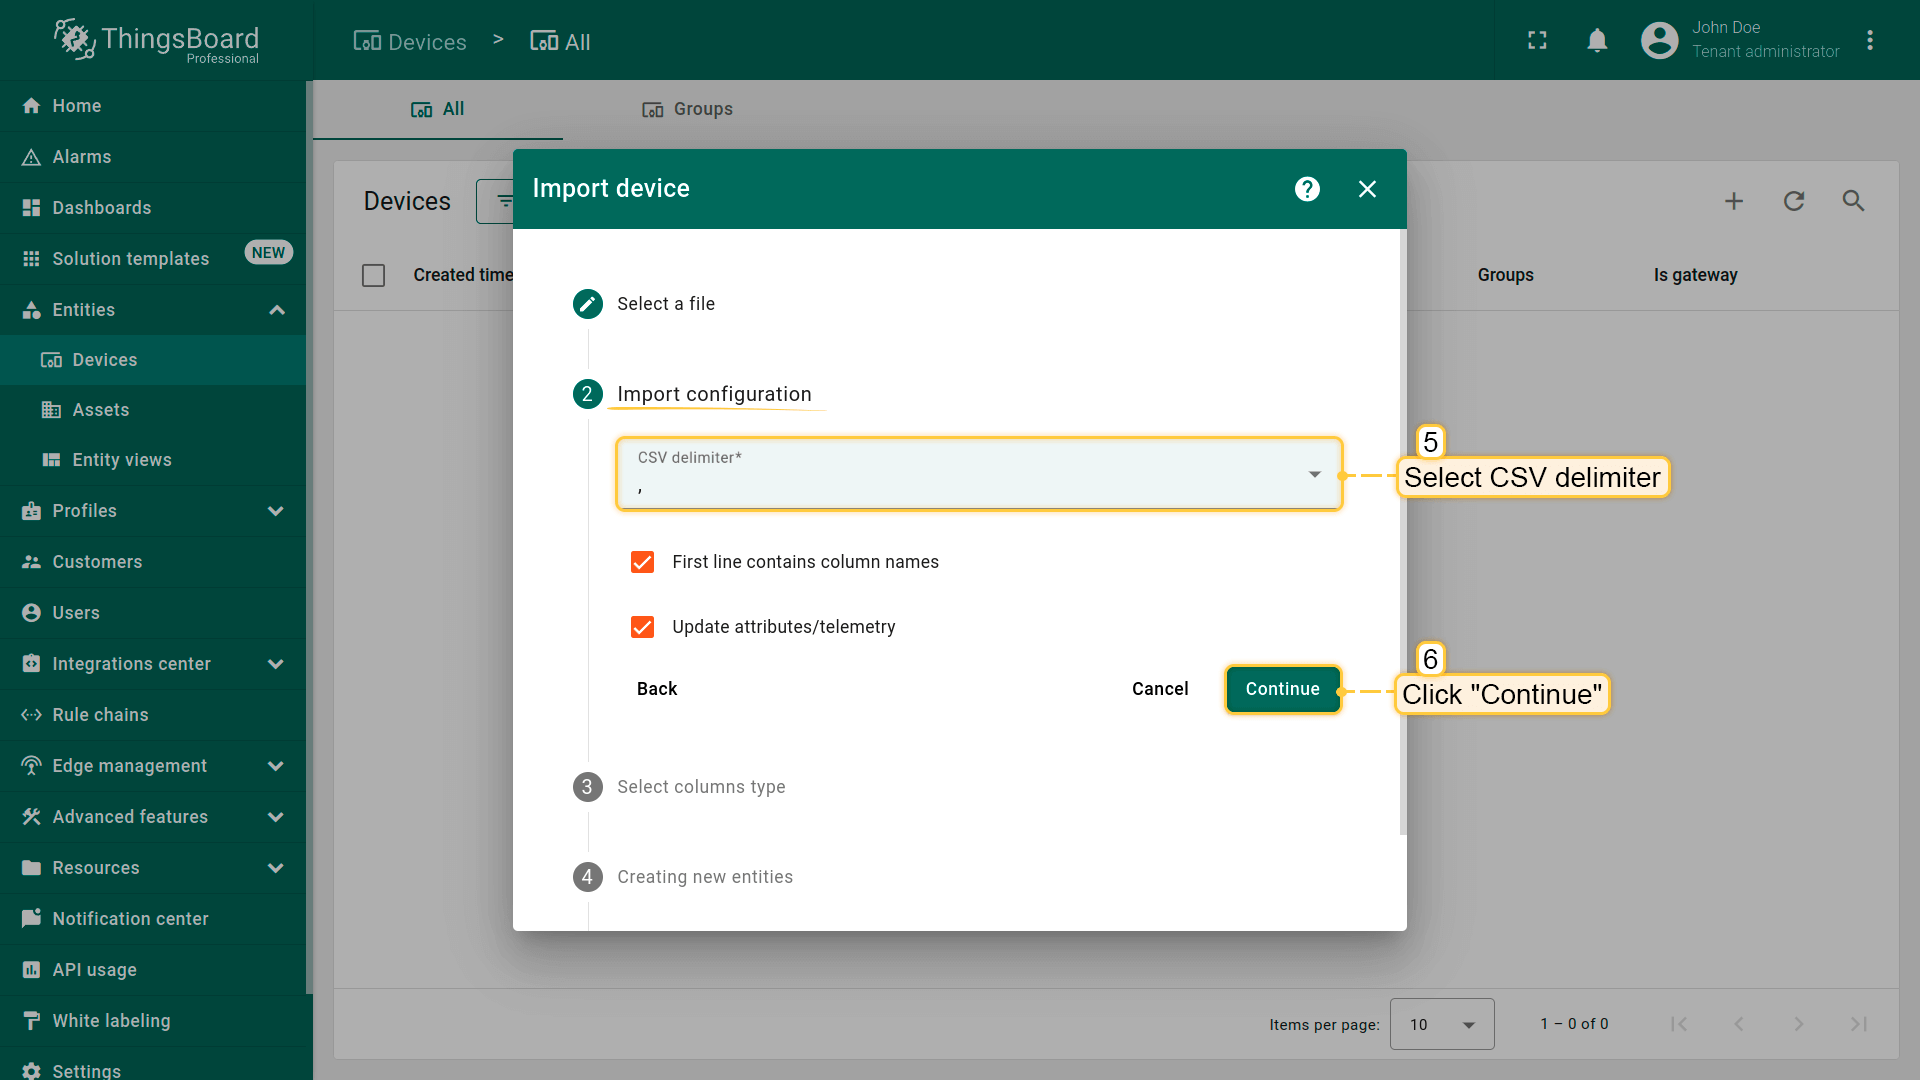 ThingsBoard
Professional
Devices > All
John Doe
Tenant administrator
Home
Alarms
Dashboards
Solution templates NEW
Entities
Devices
Assets
Entity views
Profiles
Customers
Users
Integrations center
Rule chains
Edge management
Advanced features
Resources
Notification center
API usage
White labeling
Settings
All Groups
Devices
Created time Groups Is gateway
Import device
Select a file
2 Import configuration
CSV delimiter*
,
First line contains column names
Update attributes/telemetry
Back Cancel Continue
3 Select columns type
4 Creating new entities
5
Select CSV delimiter
6
Click "Continue"
Items per page: 10 1 – 0 of 0